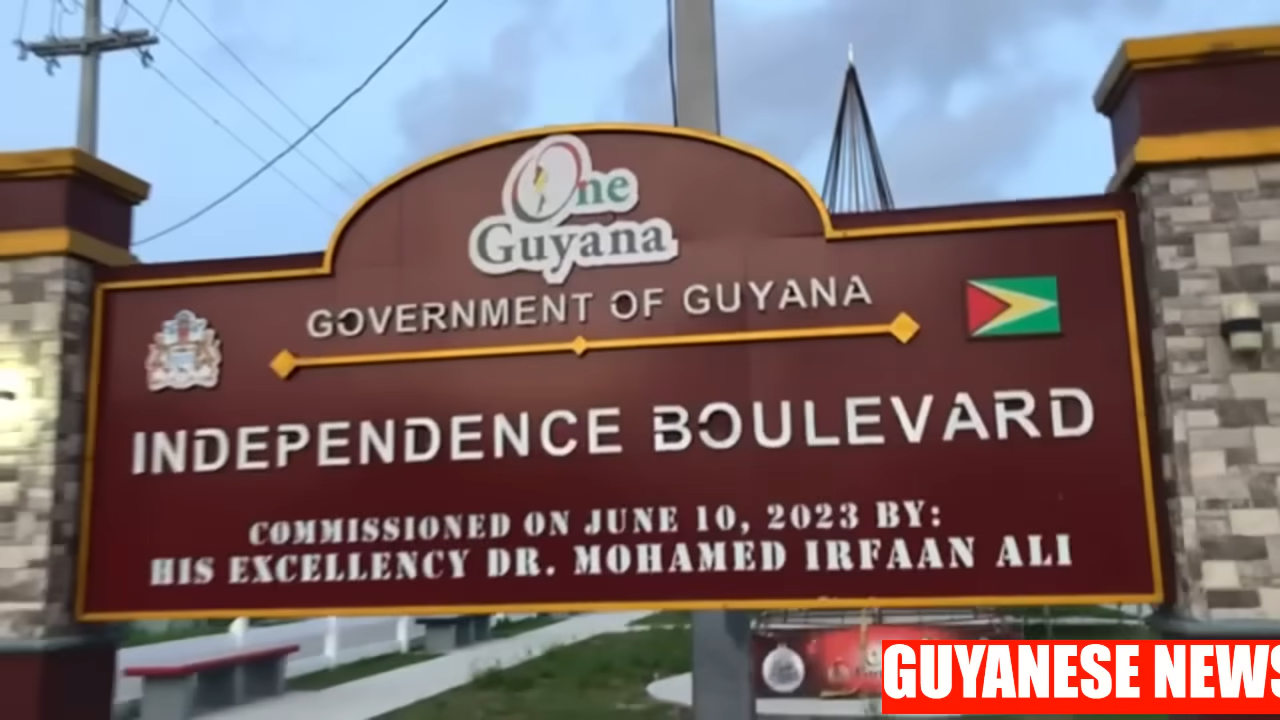 One
Guyana
GOVERNMENT OF GUYANA
INDEPENDENCE BOULEVARD
COMMISSIONED ON JUNE 10, 2023 BY:
HIS EXCELLENCY DR. MOHAMED IRFAAN ALI
GUYANESE NEWS